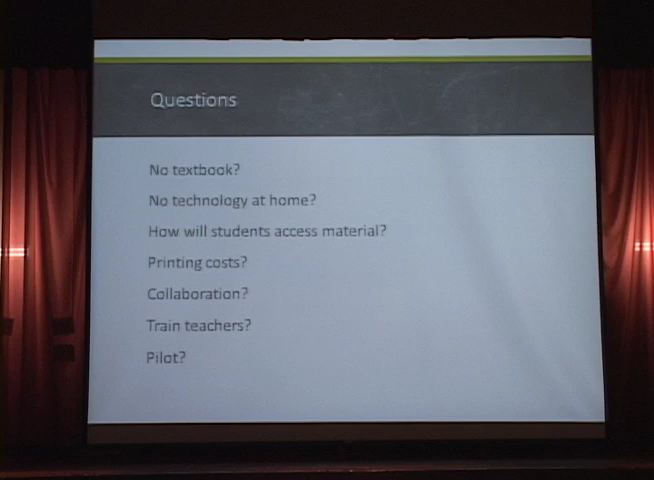 Questions
No textbook?
No technology at home?
How will students access material?
Printing costs?
Collaboration?
Train teachers?
Pilot?